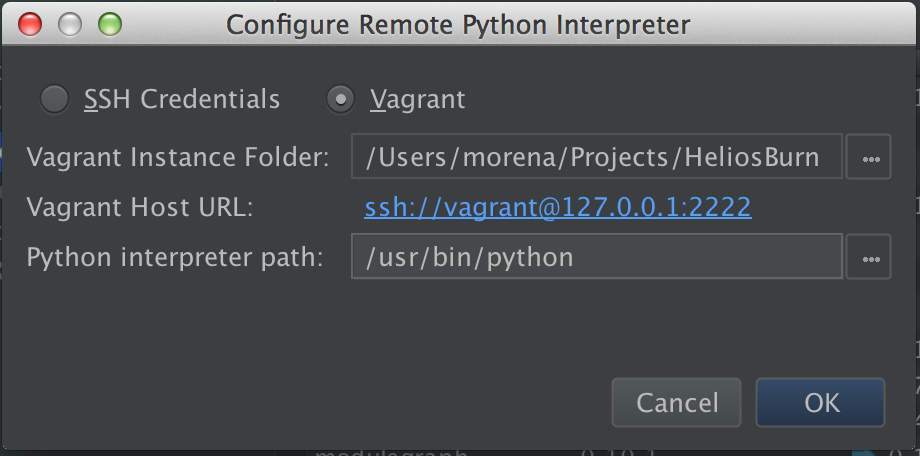 Configure Remote Python Interpreter
SSH Credentials Vagrant
Vagrant Instance Folder: /Users/morena/Projects/HeliosBurn ...
Vagrant Host URL: ssh://vagrant@127.0.0.1:2222
Python interpreter path: /usr/bin/python ...
Cancel OK